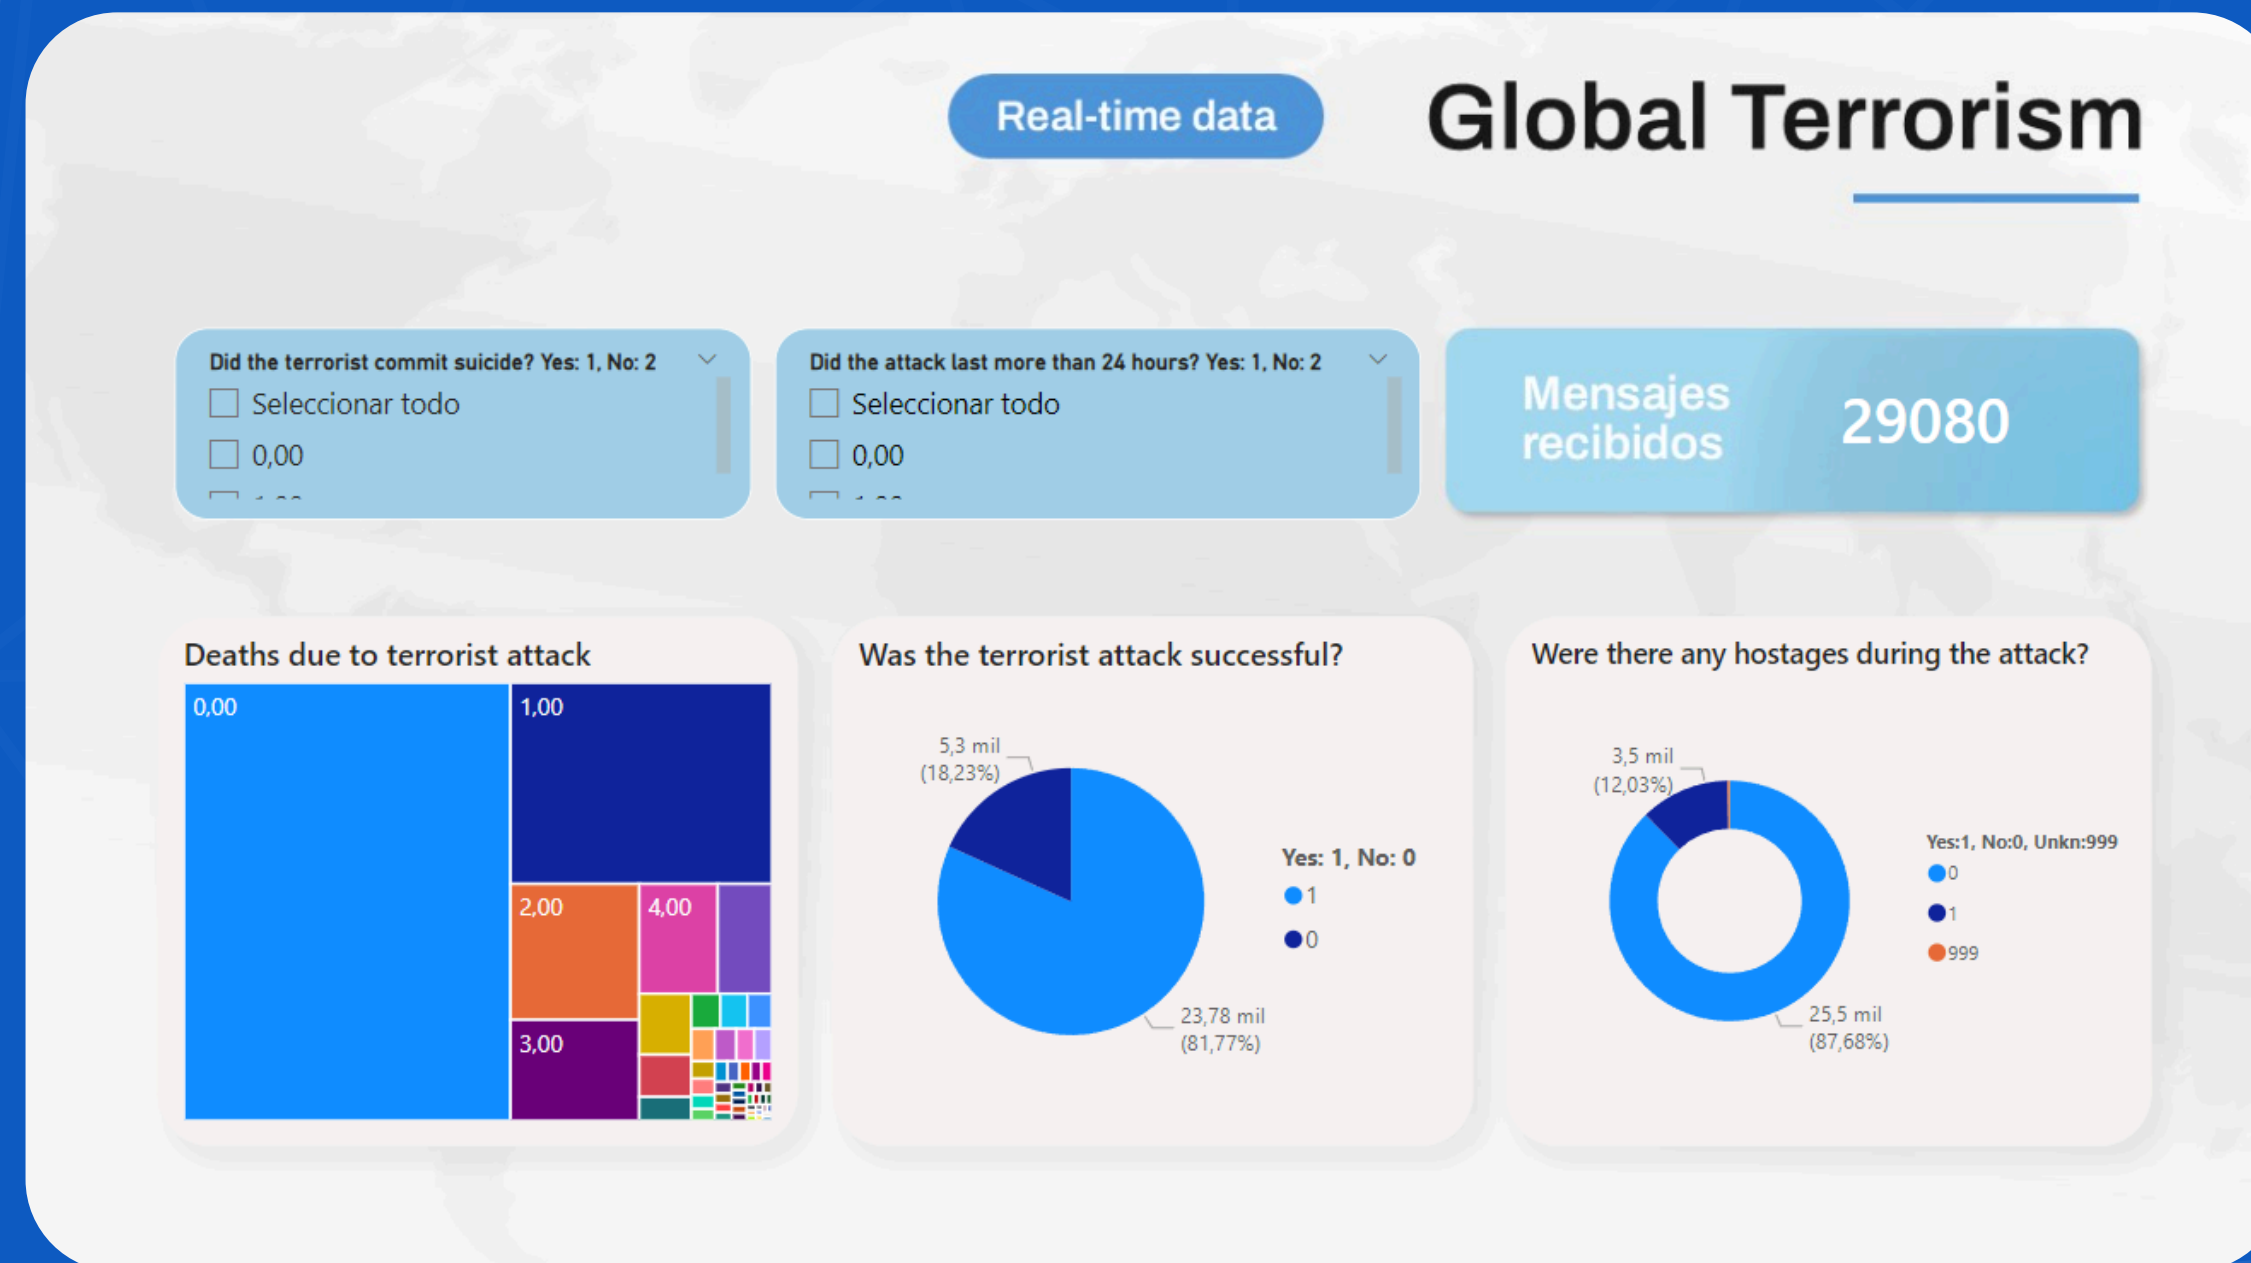 Real-time data
Global Terrorism
Did the terrorist commit suicide? Yes: 1, No: 2
Seleccionar todo
0,00
Did the attack last more than 24 hours? Yes: 1, No: 2
Seleccionar todo
0,00
Mensajes
recibidos
29080
Deaths due to terrorist attack
0,00
1,00
2,00
4,00
3,00
Was the terrorist attack successful?
5,3 mil
(18,23%)
Yes: 1, No: 0
1
0
23,78 mil
(81,77%)
Were there any hostages during the attack?
3,5 mil
(12,03%)
Yes:1, No:0, Unkn:999
0
1
999
25,5 mil
(87,68%)